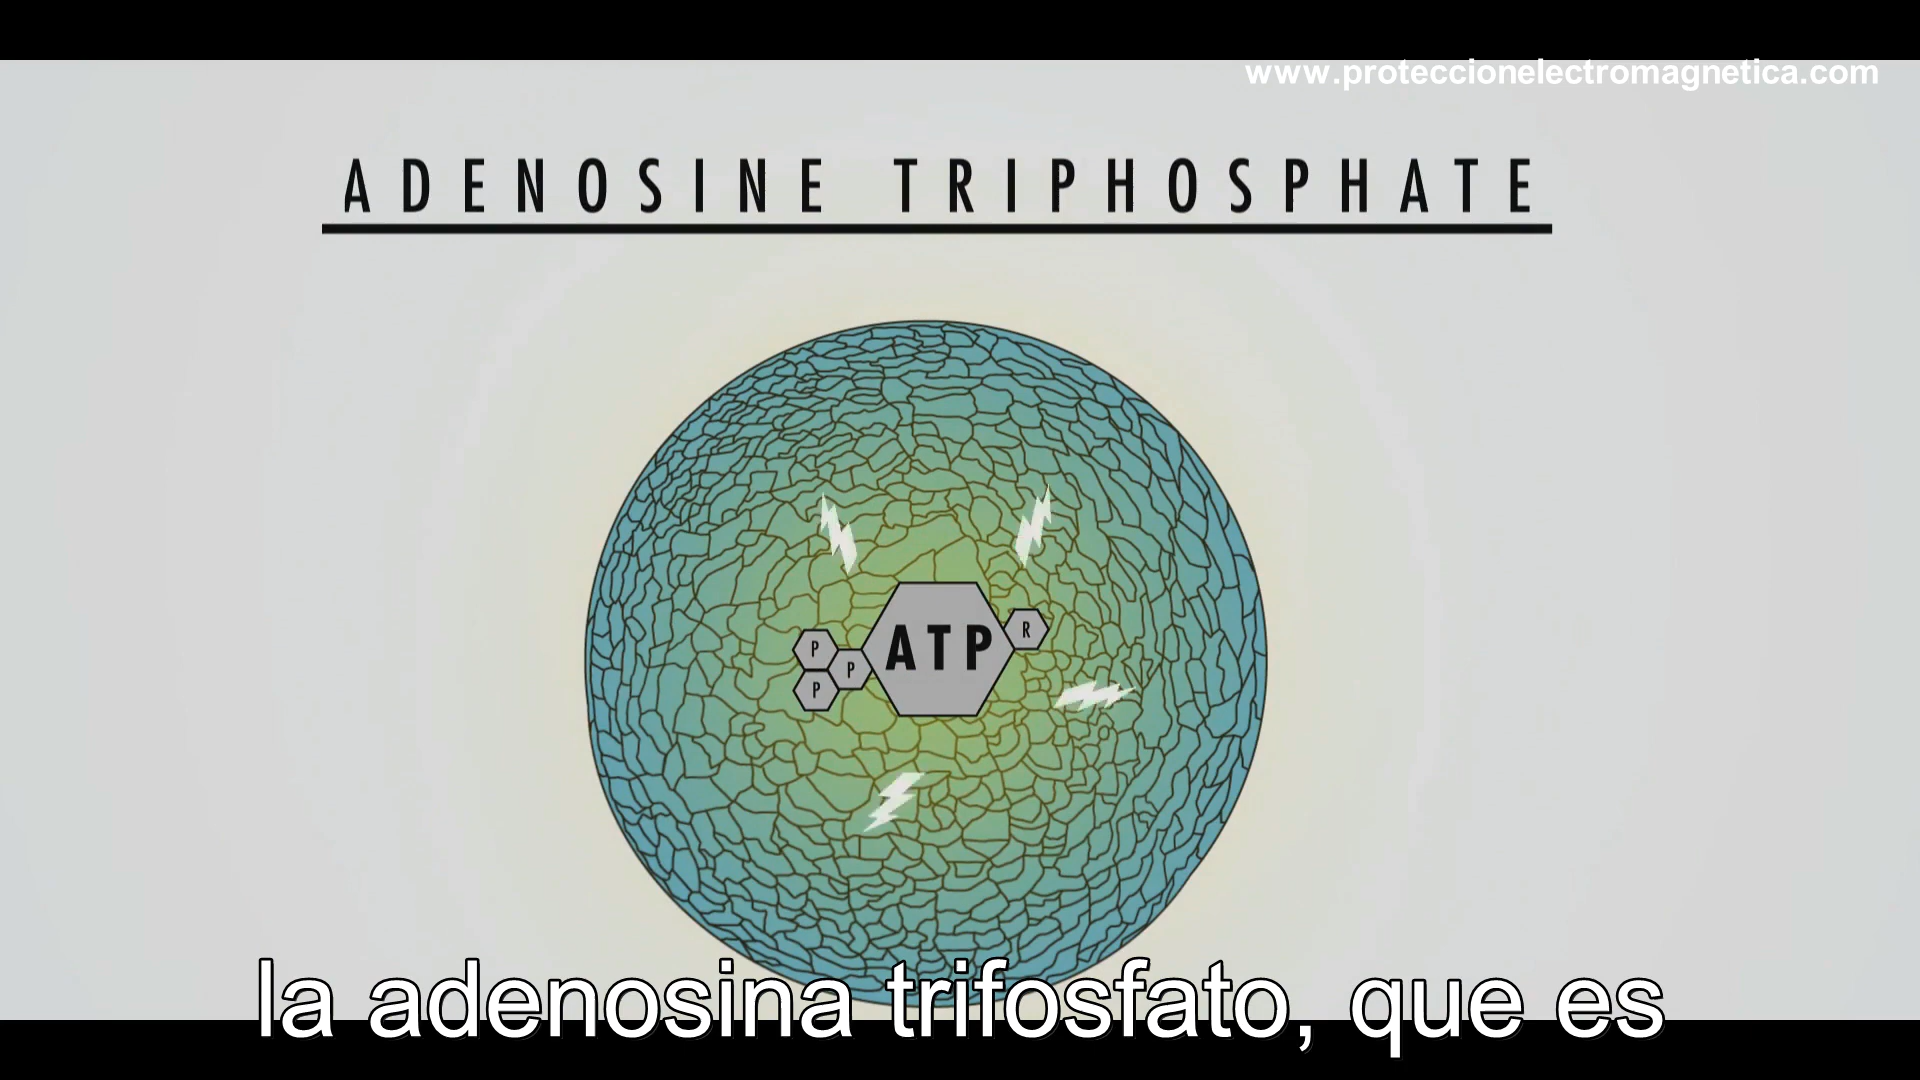 www.proteccionelectromagnetica.com
ADENOSINE TRIPHOSPHATE
ATP
R
P
P
P
la adenosina trifosfato, que es